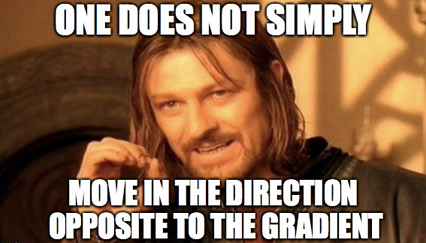 ONE DOES NOT SIMPLY
MOVE IN THE DIRECTION
OPPOSITE TO THE GRADIENT